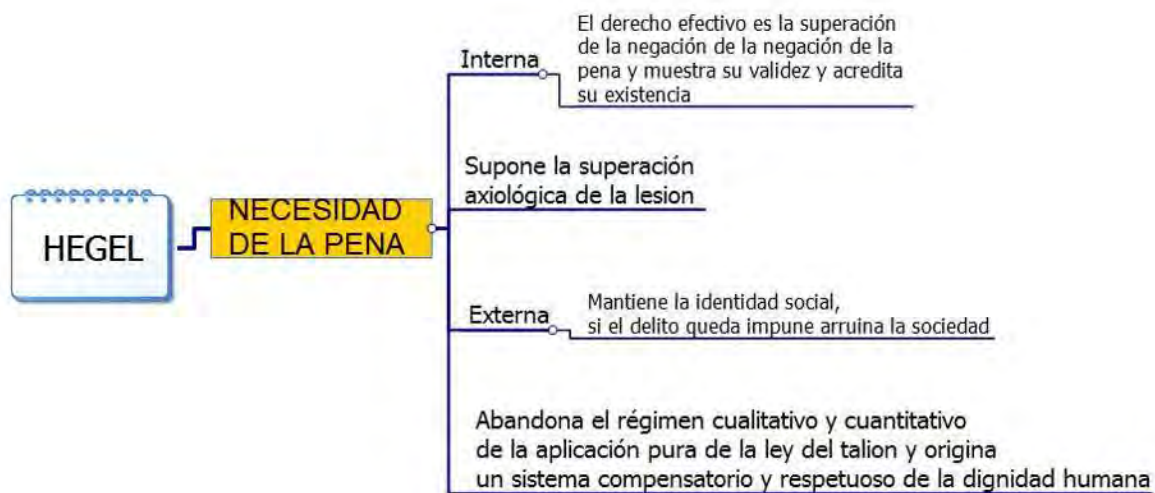 HEGEL
NECESIDAD
DE LA PENA
Interna
El derecho efectivo es la superación
de la negación de la negación de la
pena y muestra su validez y acredita
su existencia
Supone la superación
axiológica de la lesion
Externa
Mantiene la identidad social,
si el delito queda impune arruina la sociedad
Abandona el régimen cualitativo y cuantitativo
de la aplicación pura de la ley del talion y origina
un sistema compensatorio y respetuoso de la dignidad humana